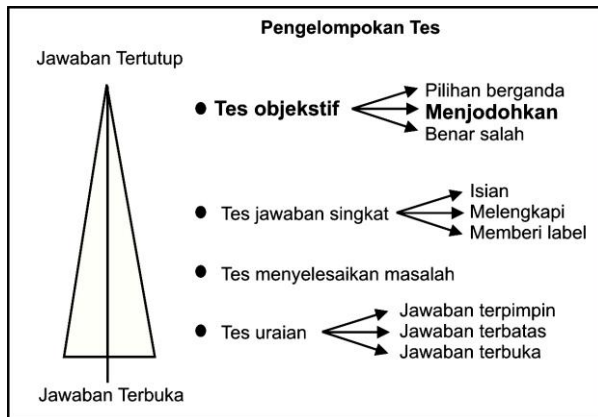 Pengelompokan Tes
Jawaban Tertutup
Tes objekstif
Pilihan berganda
Menjodohkan
Benar salah
Tes jawaban singkat
Isian
Melengkapi
Memberi label
Tes menyelesaikan masalah
Tes uraian
Jawaban terpimpin
Jawaban terbatas
Jawaban terbuka
Jawaban Terbuka